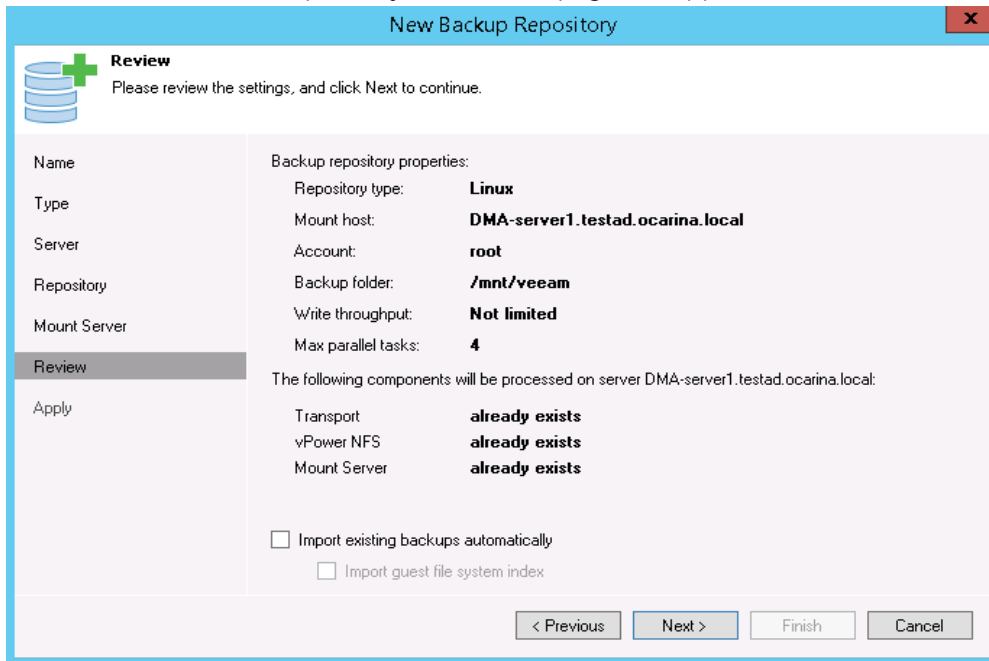 New Backup Repository
x
Review
Please review the settings, and click Next to continue.
Name
Type
Server
Repository
Mount Server
Review
Apply
Backup repository properties:
Repository type: Linux
Mount host: DMA-server1.testad.ocarina.local
Account: root
Backup folder: /mnt/veeam
Write throughput: Not limited
Max parallel tasks: 4
The following components will be processed on server DMA-server1.testad.ocarina.local:
Transport already exists
vPower NFS already exists
Mount Server already exists
Import existing backups automatically
Import guest file system index
< Previous Next > Finish Cancel